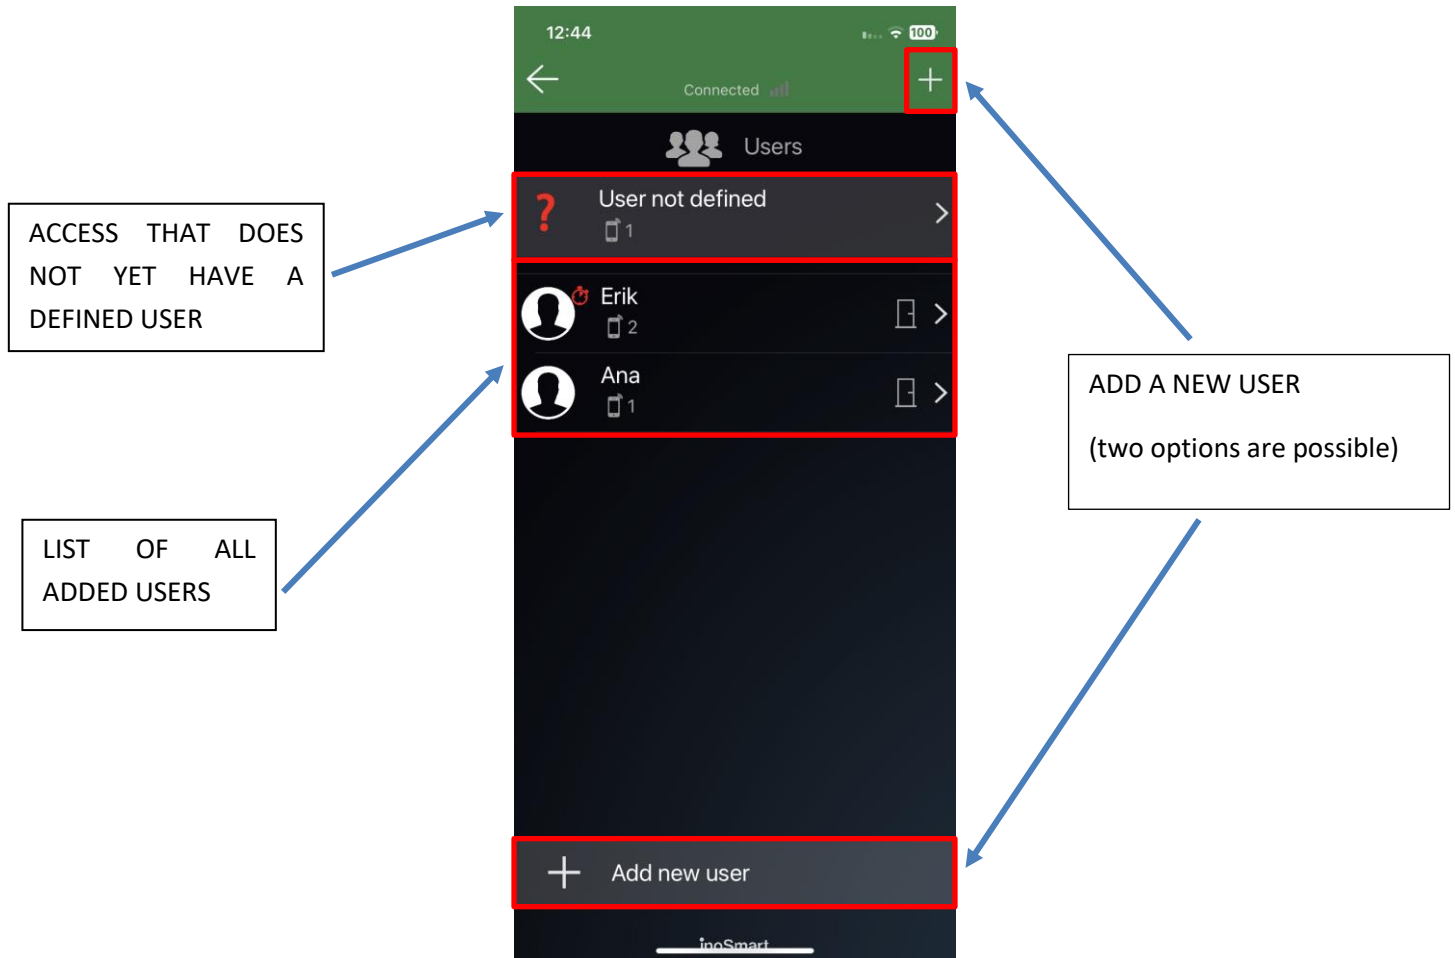 12:44
100
Connected
Users
User not defined
1
ACCESS THAT DOES
NOT YET HAVE A
DEFINED USER
Erik
2
Ana
1
ADD A NEW USER
(two options are possible)
LIST OF ALL
ADDED USERS
Add new user
inoSmart